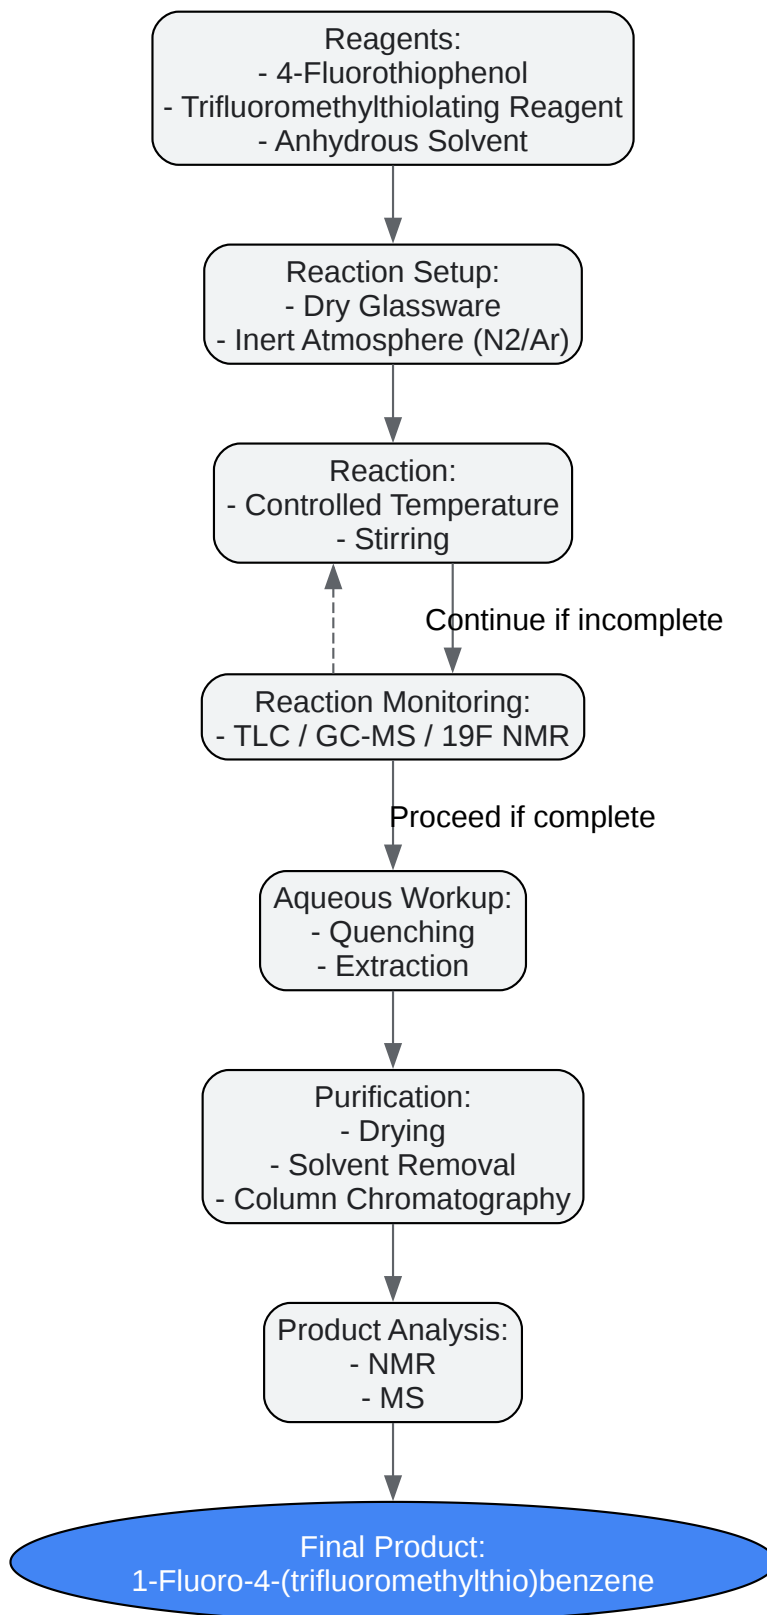 Reagents:
- 4-Fluorothiophenol
- Trifluoromethylthiolating Reagent
- Anhydrous Solvent
Reaction Setup:
- Dry Glassware
- Inert Atmosphere (N2/Ar)
Reaction:
- Controlled Temperature
- Stirring
Continue if incomplete
Reaction Monitoring:
- TLC / GC-MS / 19F NMR
Proceed if complete
Aqueous Workup:
- Quenching
- Extraction
Purification:
- Drying
- Solvent Removal
- Column Chromatography
Product Analysis:
- NMR
- MS
Final Product:
1-Fluoro-4-(trifluoromethylthio)benzene